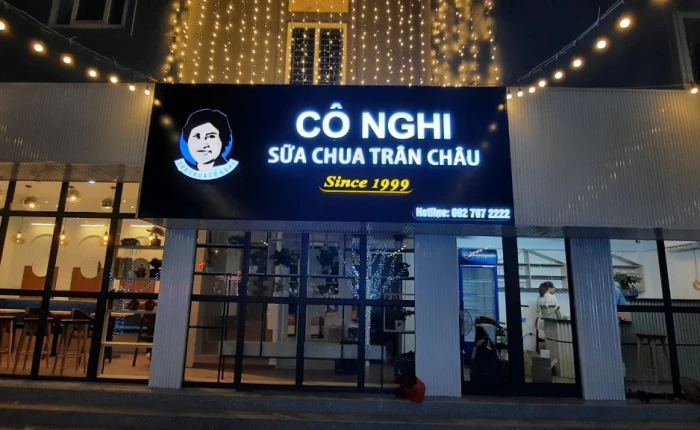 CÔ NGHI
SỮA CHUA TRÂN CHÂU
Since 1999
Hotline: 092 767 2222